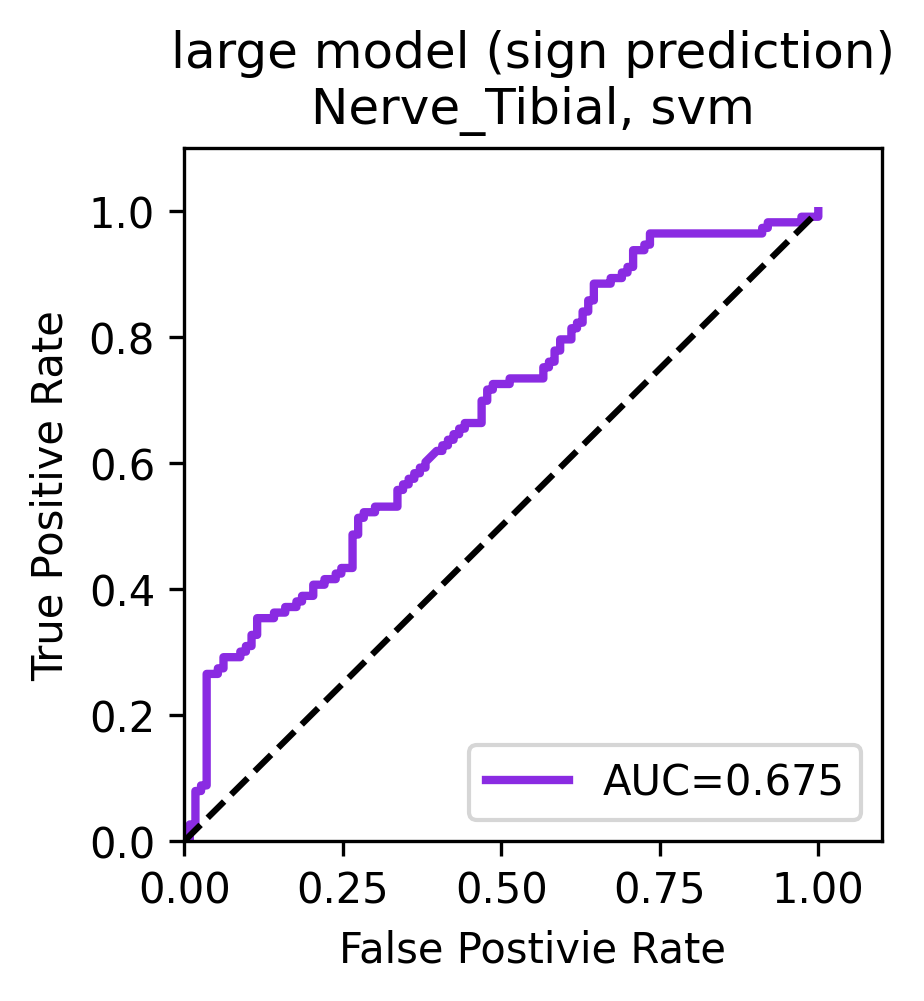 large model (sign prediction)
Nerve_Tibial, svm
True Positive Rate
1.0
0.8
0.6
0.4
0.2
0.0
AUC=0.675
0.00 0.25 0.50 0.75 1.00
False Postivie Rate